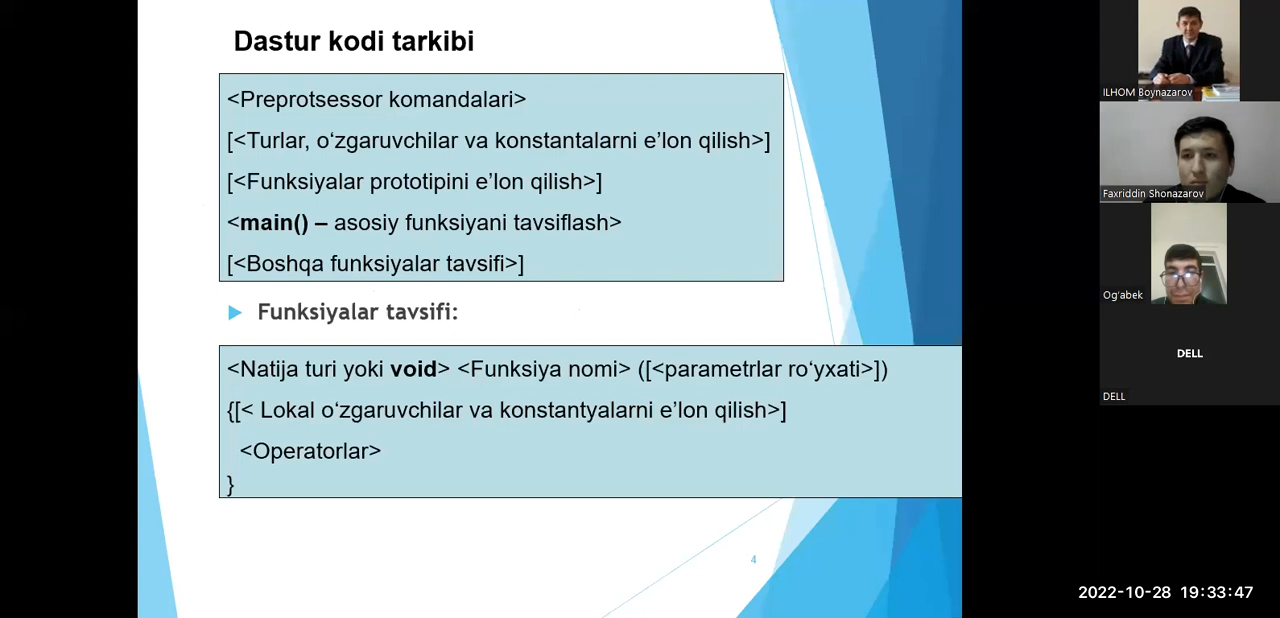 Dastur kodi tarkibi
<Preprotsessor komandalari>
[<Turlar, o‘zgaruvchilar va konstantalarni e’lon qilish>]
[<Funksiyalar prototipini e’lon qilish>]
<main() – asosiy funksiyani tavsiflash>
[<Boshqa funksiyalar tavsifi>]
Funksiyalar tavsifi:
<Natija turi yoki void> <Funksiya nomi> ([<parametrlar ro‘yxati>])
{[< Lokal o‘zgaruvchilar va konstantyalarni e’lon qilish>]
<Operatorlar>
}
4
ILHOM Boynazarov
Faxriddin Shonazarov
Og'abek
DELL
DELL
2022-10-28 19:33:47